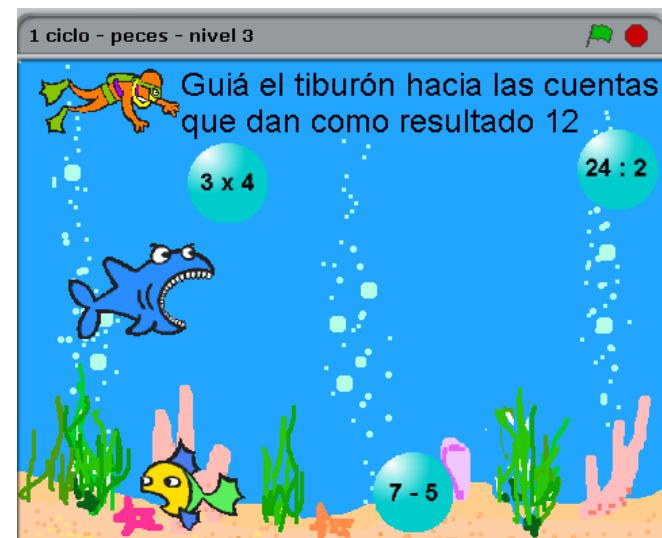 1 ciclo - peces - nivel 3
Guiá el tiburón hacia las cuentas
que dan como resultado 12
3 x 4
24 : 2
7 - 5